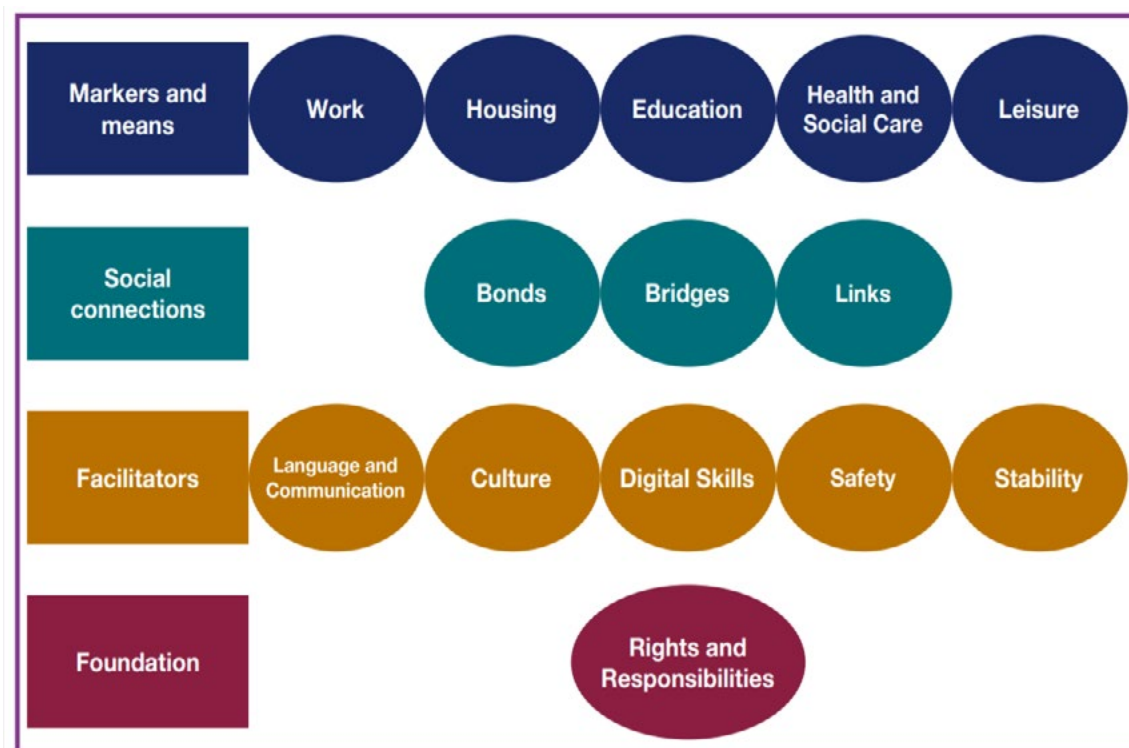 Markers and
means
Work
Housing
Education
Health and
Social Care
Leisure
Social
connections
Bonds
Bridges
Links
Facilitators
Language and
Communication
Culture
Digital Skills
Safety
Stability
Foundation
Rights and
Responsibilities